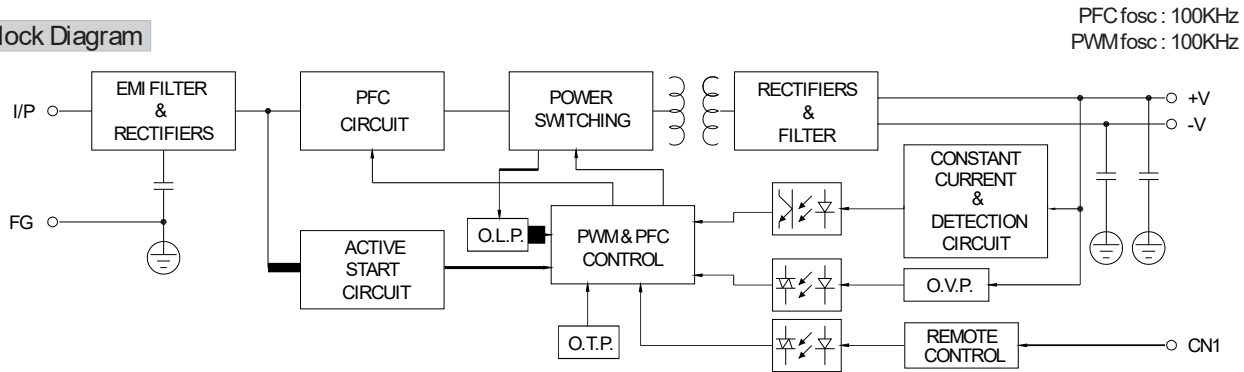 lock Diagram
PFC fosc : 100KHz
PWM fosc : 100KHz
I/P
EMI FILTER
&
RECTIFIERS
PFC
CIRCUIT
POWER
SWITCHING
RECTIFIERS
&
FILTER
+V
-V
CONSTANT
CURRENT
&
DETECTION
CIRCUIT
FG
O.L.P.
PWM & PFC
CONTROL
ACTIVE
START
CIRCUIT
O.V.P.
O.T.P.
REMOTE
CONTROL
CN1